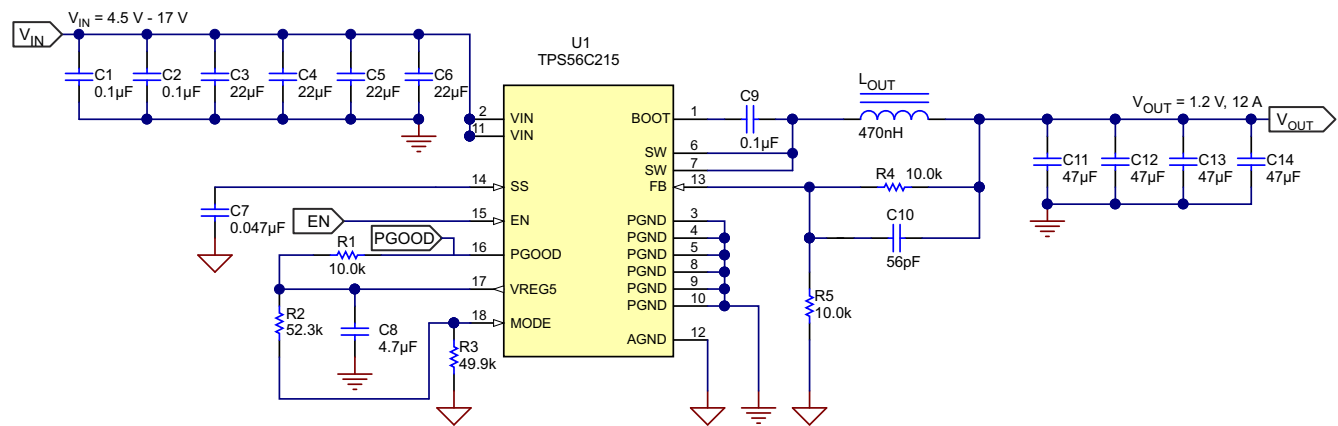 V_IN = 4.5 V - 17 V
V_IN
U1
TPS56C215
C1
0.1µF
C2
0.1µF
C3
22µF
C4
22µF
C5
22µF
C6
22µF
2
VIN
11
VIN
14
SS
15
EN
16
PGOOD
17
VREG5
18
MODE
BOOT
1
SW
6
SW
7
FB
13
PGND
3
PGND
4
PGND
5
PGND
8
PGND
9
PGND
10
AGND
12
C7
0.047µF
EN
PGOOD
R1
10.0k
R2
52.3k
C8
4.7µF
R3
49.9k
C9
0.1µF
L_OUT
470nH
R4 10.0k
C10
56pF
R5
10.0k
V_OUT = 1.2 V, 12 A
V_OUT
C11
47µF
C12
47µF
C13
47µF
C14
47µF